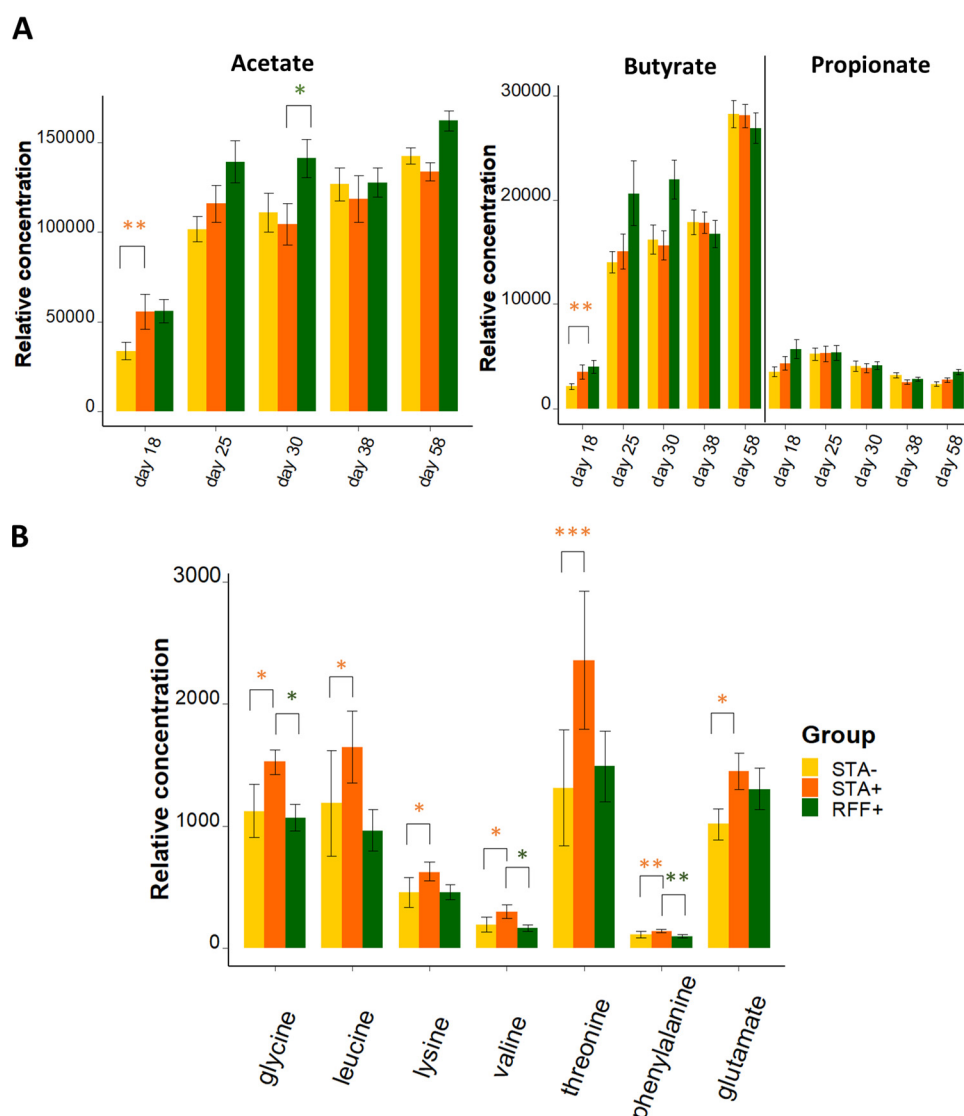 A
Acetate
Butyrate
Propionate
Relative concentration
150000
100000
50000
0
**
*
day 18
day 25
day 30
day 38
day 58
Relative concentration
30000
20000
10000
0
**
day 18
day 25
day 30
day 38
day 58
day 18
day 25
day 30
day 38
day 58
B
Relative concentration
3000
2000
1000
0
*
*
*
*
*
*
***
**
**
*
glycine
leucine
lysine
valine
threonine
phenylalanine
glutamate
Group
STA-
STA+
RFF+